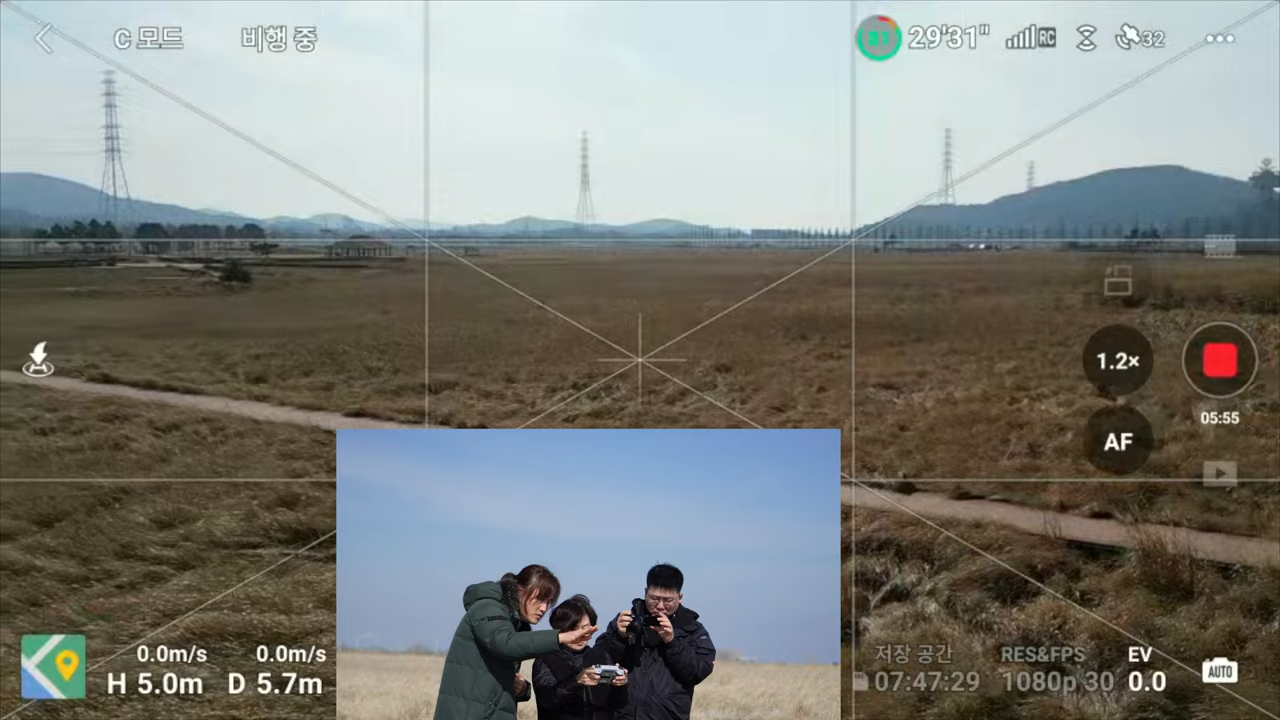 C 모드
비행 중
31
29'31"
RC
32
1.2×
05:55
AF
0.0m/s
0.0m/s
H 5.0m
D 5.7m
저장 공간
07:47:29
RES&FPS
1080p 30
EV
0.0
AUTO